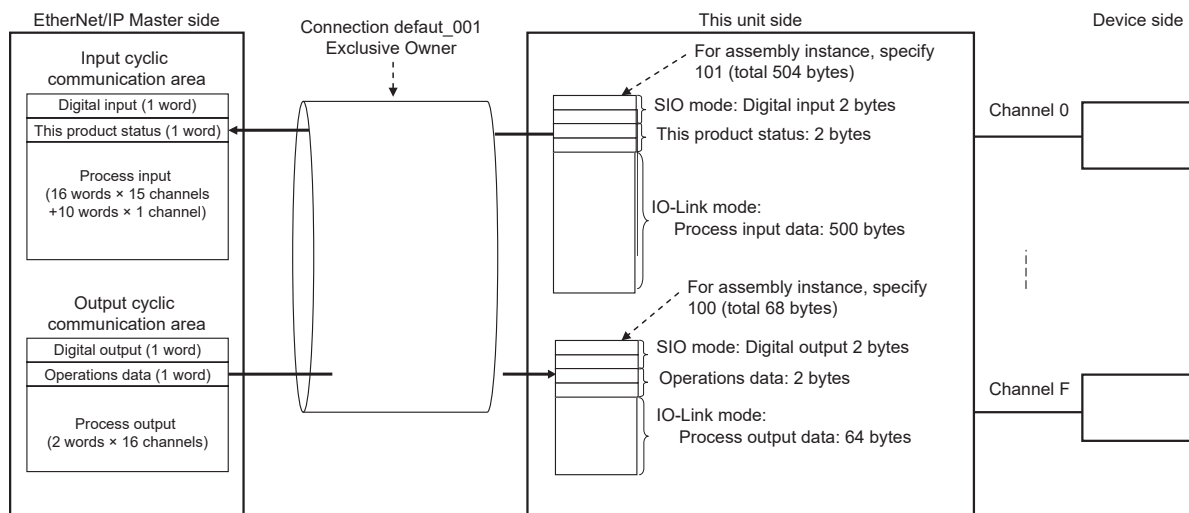 EtherNet/IP Master side
Input cyclic
communication area
Digital input (1 word)
This product status (1 word)
Process input
(16 words × 15 channels
+10 words × 1 channel)
Output cyclic
communication area
Digital output (1 word)
Operations data (1 word)
Process output
(2 words × 16 channels)
Connection defaut_001
Exclusive Owner
This unit side
For assembly instance, specify
101 (total 504 bytes)
SIO mode: Digital input 2 bytes
This product status: 2 bytes
IO-Link mode:
Process input data: 500 bytes
For assembly instance, specify
100 (total 68 bytes)
SIO mode: Digital output 2 bytes
Operations data: 2 bytes
IO-Link mode:
Process output data: 64 bytes
Device side
Channel 0
Channel F